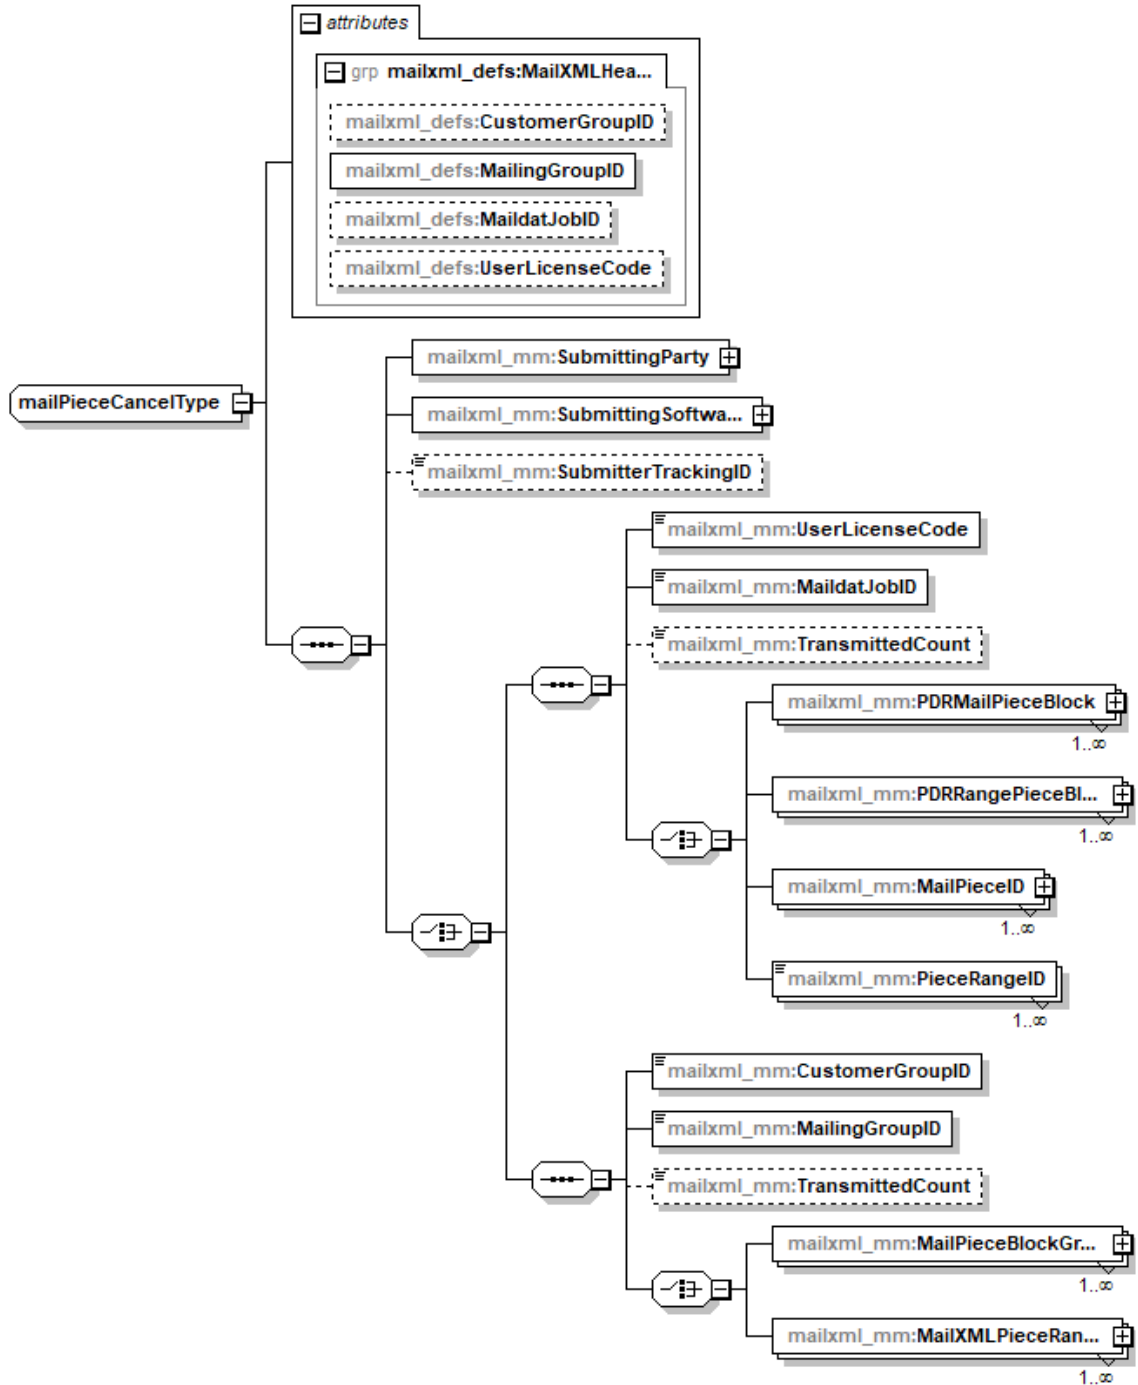 attributes
grp mailxml_defs:MailXMLHea...
mailxml_defs:CustomerGroupID
mailxml_defs:MailingGroupID
mailxml_defs:MaildatJobID
mailxml_defs:UserLicenseCode
mailPieceCancelType
mailxml_mm:SubmittingParty
mailxml_mm:SubmittingSoftwa...
mailxml_mm:SubmitterTrackingID
mailxml_mm:UserLicenseCode
mailxml_mm:MaildatJobID
mailxml_mm:TransmittedCount
mailxml_mm:PDRMailPieceBlock
1..∞
mailxml_mm:PDRRangePieceBl...
1..∞
mailxml_mm:MailPieceID
1..∞
mailxml_mm:PieceRangeID
1..∞
mailxml_mm:CustomerGroupID
mailxml_mm:MailingGroupID
mailxml_mm:TransmittedCount
mailxml_mm:MailPieceBlockGr...
1..∞
mailxml_mm:MailXMLPieceRan...
1..∞